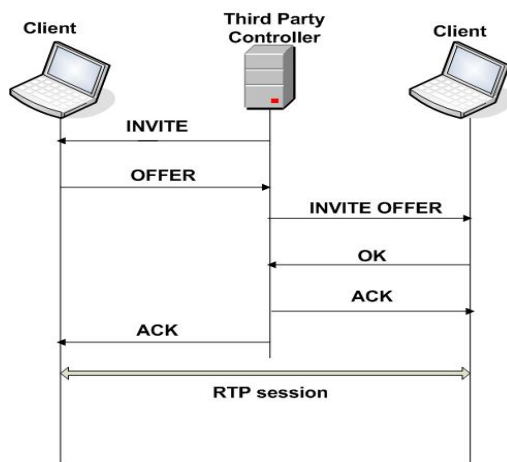 Client
Third Party
Controller
Client
INVITE
OFFER
INVITE OFFER
OK
ACK
ACK
RTP session